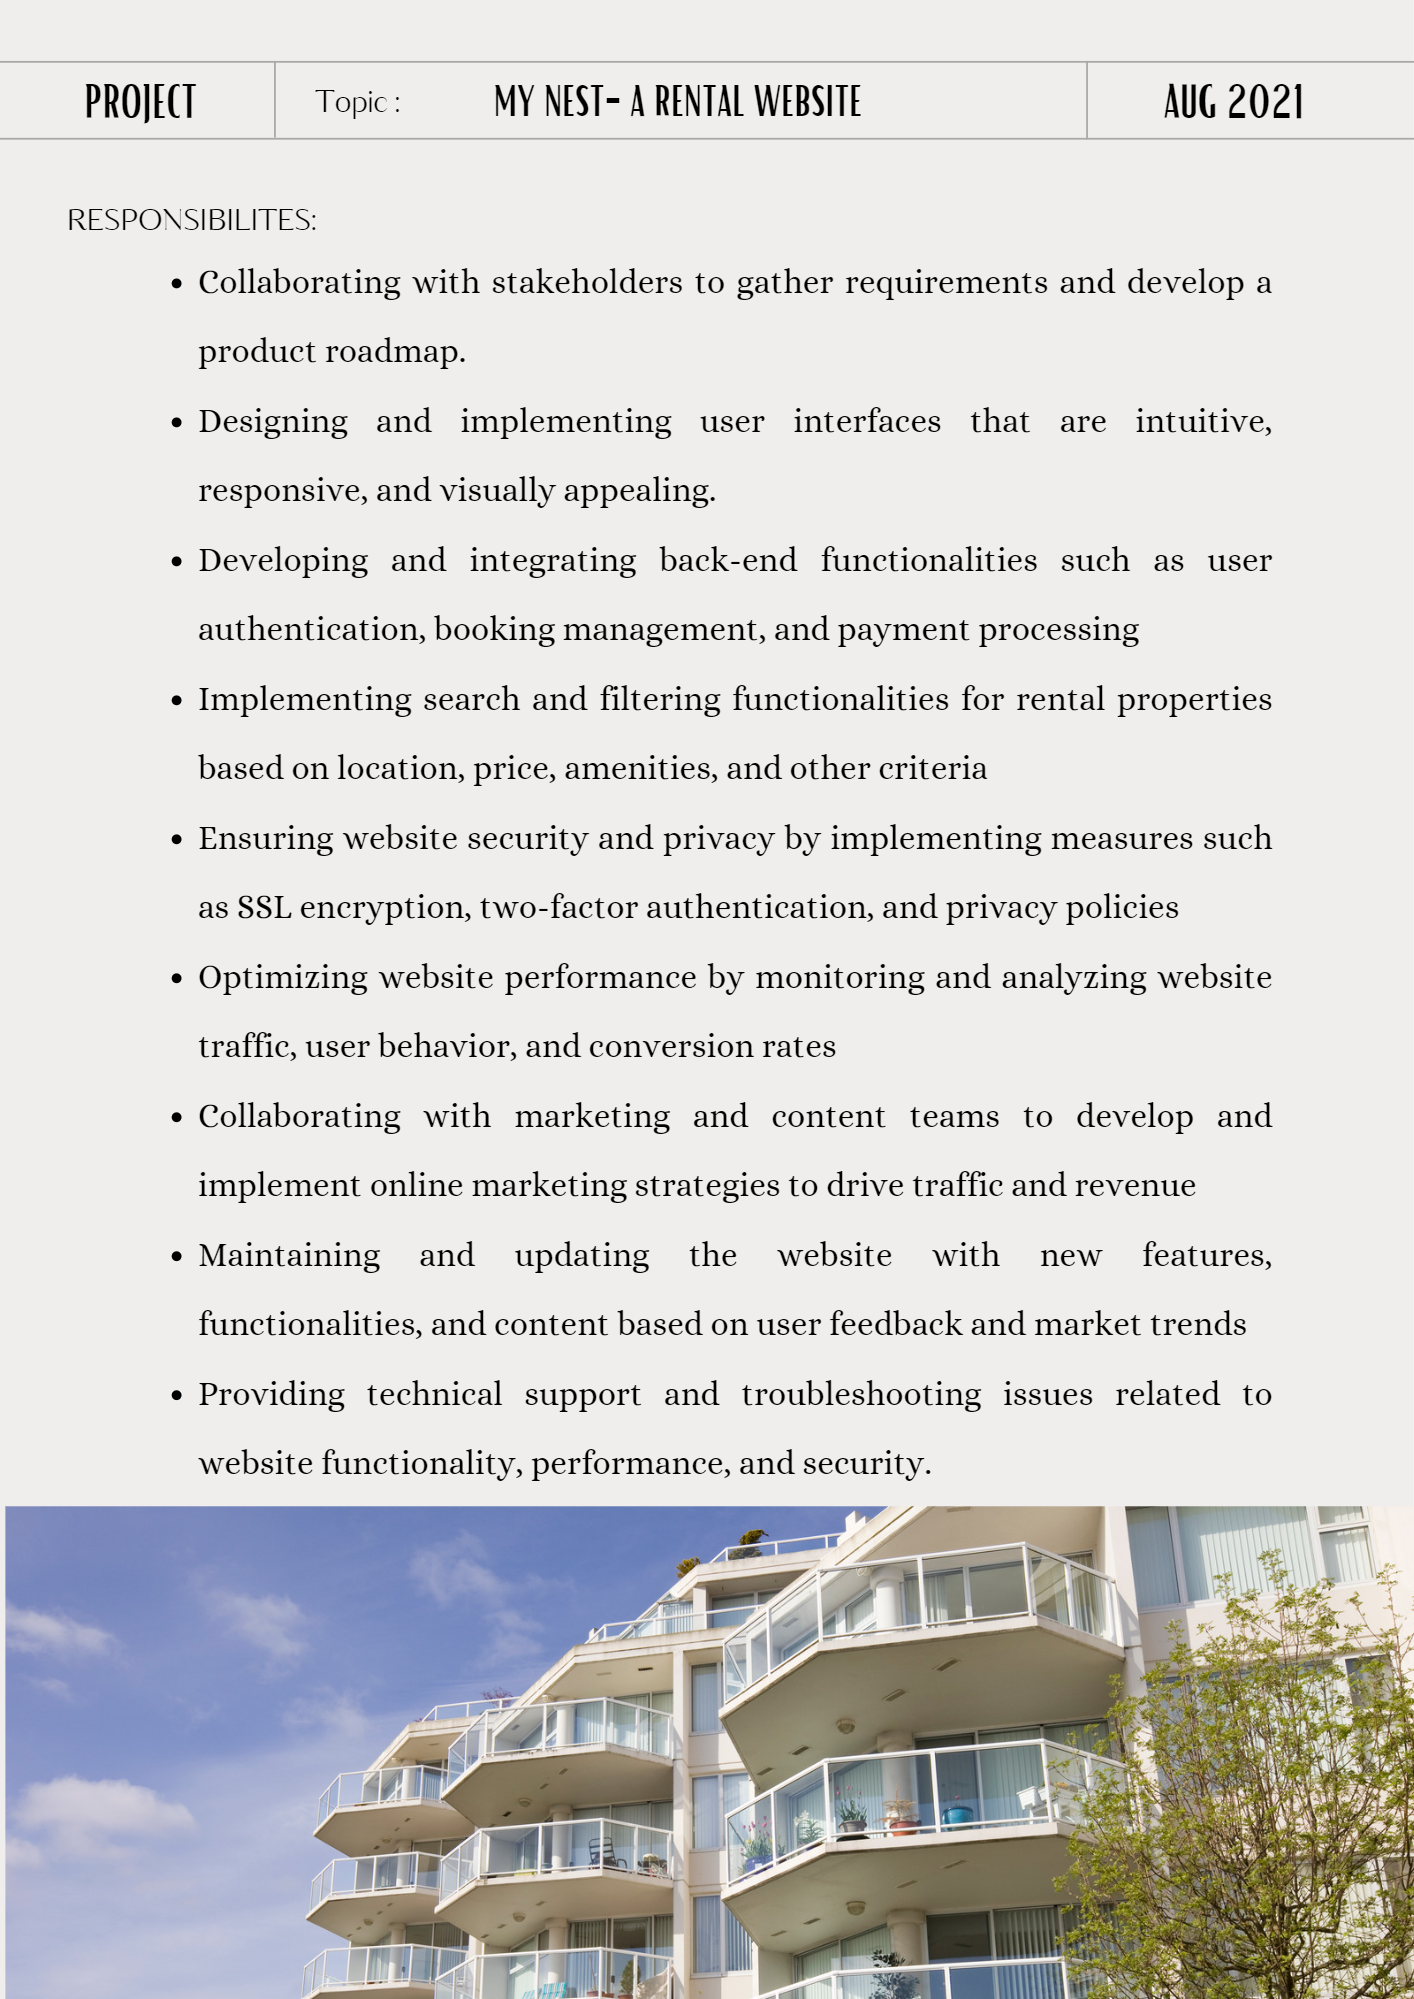 PROJECT
Topic :
MY NEST- A RENTAL WEBSITE
AUG 2021
RESPONSIBILITES:
• Collaborating with stakeholders to gather requirements and develop a
product roadmap.
• Designing and implementing user interfaces that are intuitive,
responsive, and visually appealing.
• Developing and integrating back-end functionalities such as user
authentication, booking management, and payment processing
• Implementing search and filtering functionalities for rental properties
based on location, price, amenities, and other criteria
• Ensuring website security and privacy by implementing measures such
as SSL encryption, two-factor authentication, and privacy policies
• Optimizing website performance by monitoring and analyzing website
traffic, user behavior, and conversion rates
• Collaborating with marketing and content teams to develop and
implement online marketing strategies to drive traffic and revenue
• Maintaining and updating the website with new features,
functionalities, and content based on user feedback and market trends
• Providing technical support and troubleshooting issues related to
website functionality, performance, and security.